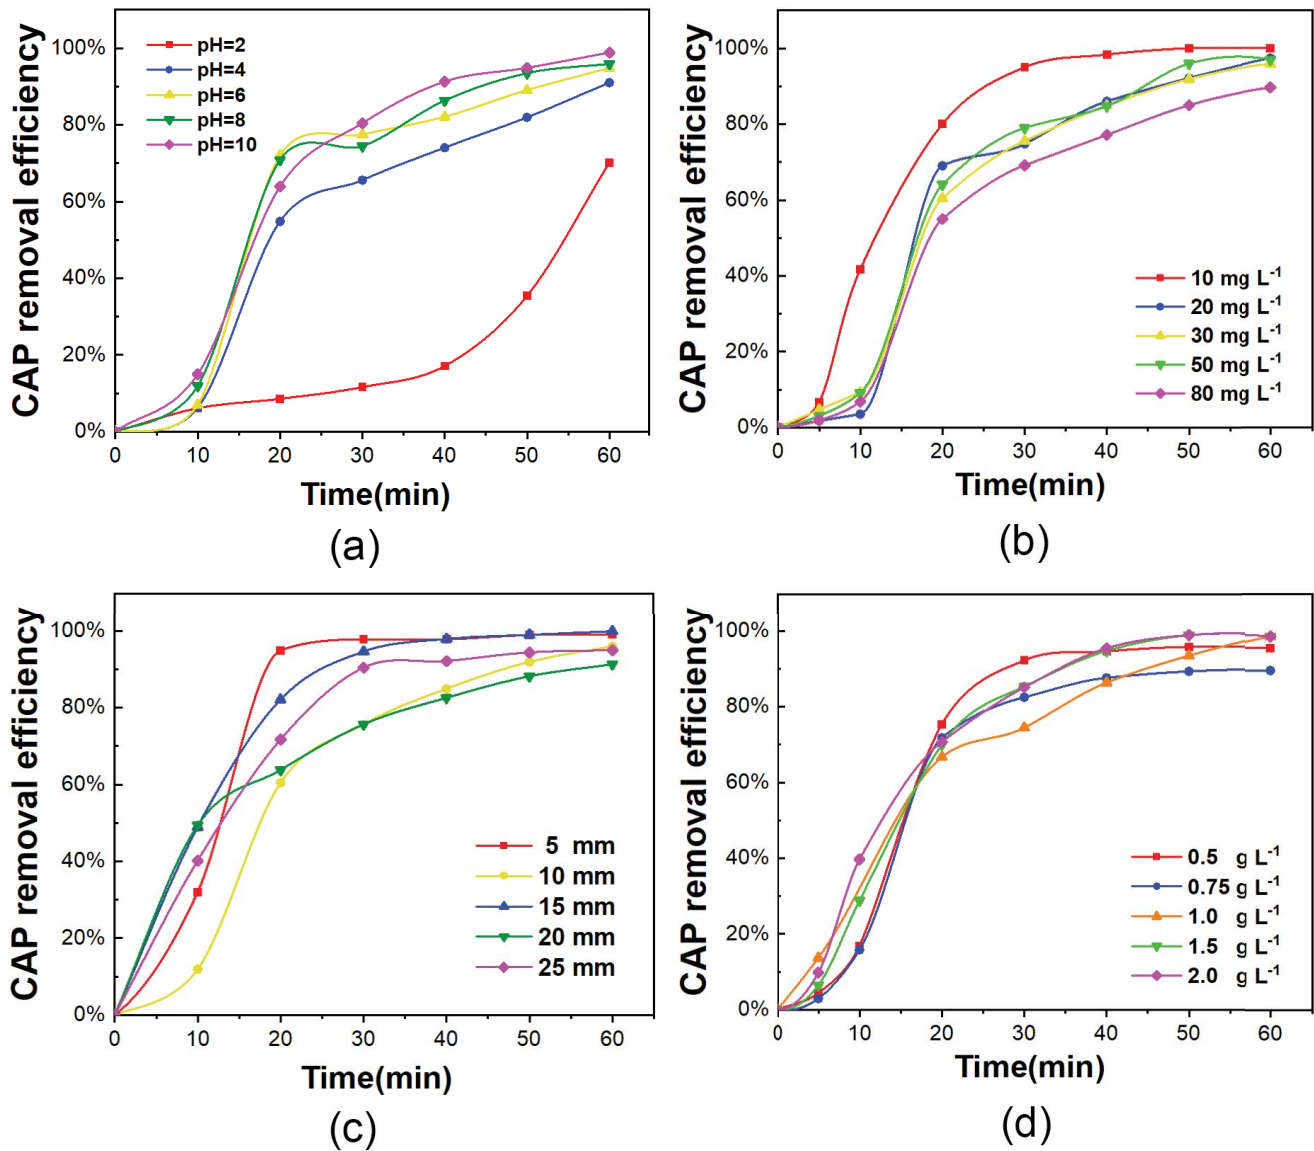 CAP removal efficiency
100%
80%
60%
40%
20%
0%
pH=2
pH=4
pH=6
pH=8
pH=10
0 10 20 30 40 50 60
Time(min)
(a)
CAP removal efficiency
100%
80%
60%
40%
20%
0%
10 mg L⁻¹
20 mg L⁻¹
30 mg L⁻¹
50 mg L⁻¹
80 mg L⁻¹
0 10 20 30 40 50 60
Time(min)
(b)
CAP removal efficiency
100%
80%
60%
40%
20%
0%
5 mm
10 mm
15 mm
20 mm
25 mm
0 10 20 30 40 50 60
Time(min)
(c)
CAP removal efficiency
100%
80%
60%
40%
20%
0%
0.5 g L⁻¹
0.75 g L⁻¹
1.0 g L⁻¹
1.5 g L⁻¹
2.0 g L⁻¹
0 10 20 30 40 50 60
Time(min)
(d)